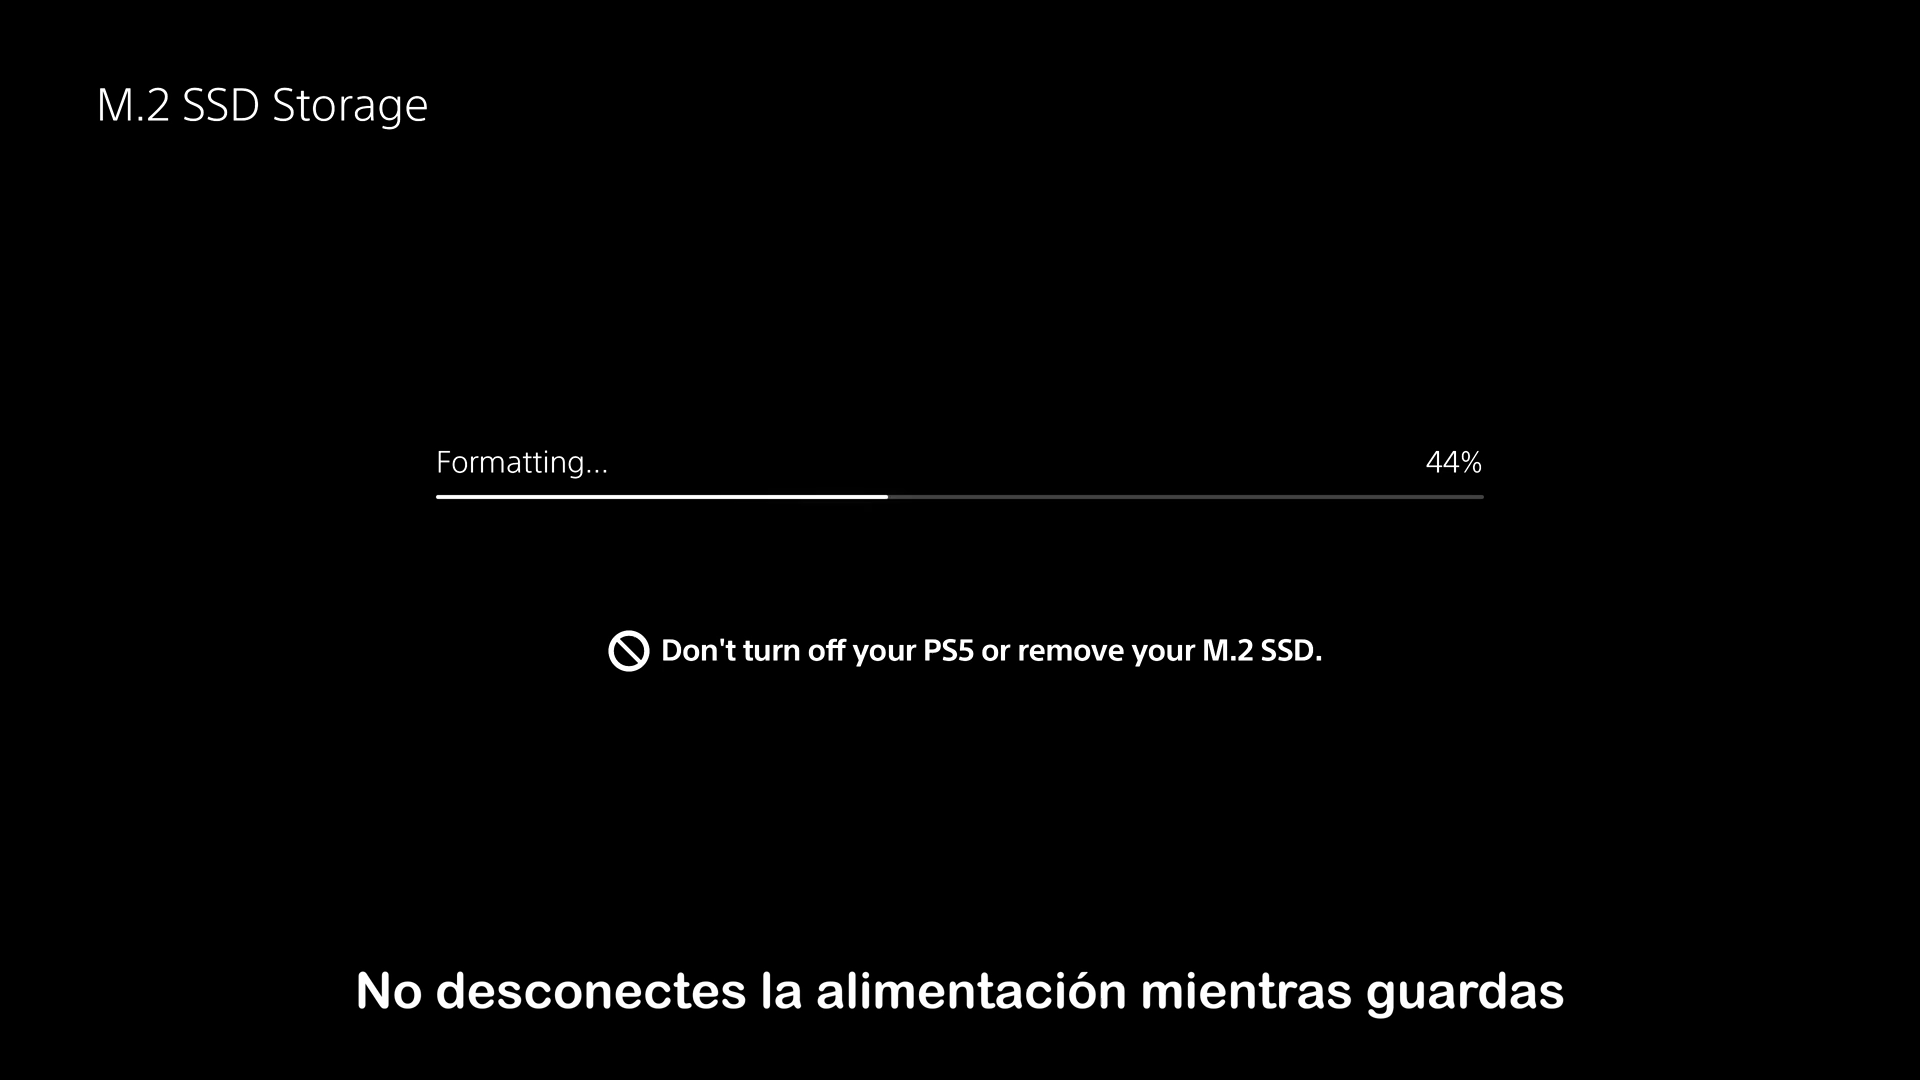 M.2 SSD Storage
Formatting... 44%
Don't turn off your PS5 or remove your M.2 SSD.
No desconectes la alimentación mientras guardas